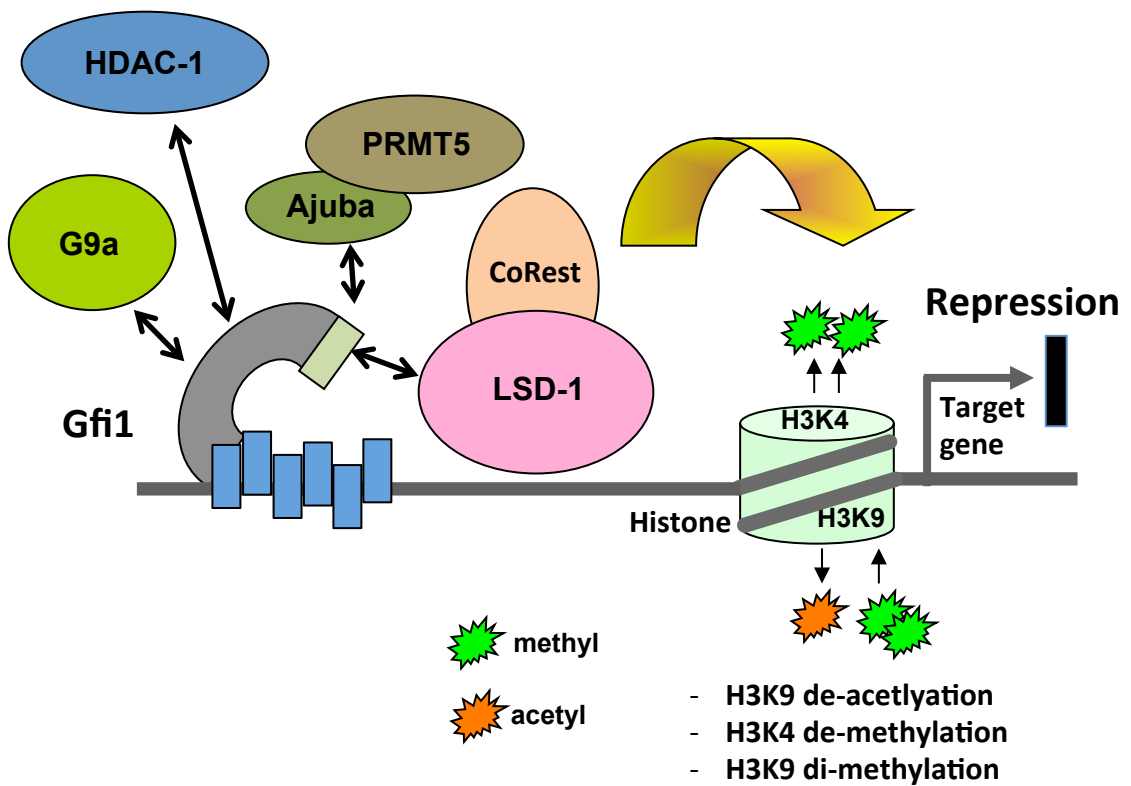 HDAC-1
PRMT5
Ajuba
G9a
CoRest
LSD-1
Gfi1
Repression
H3K4
Target
gene
Histone
H3K9
methyl
acetyl
- H3K9 de-acetlyation
- H3K4 de-methylation
- H3K9 di-methylation